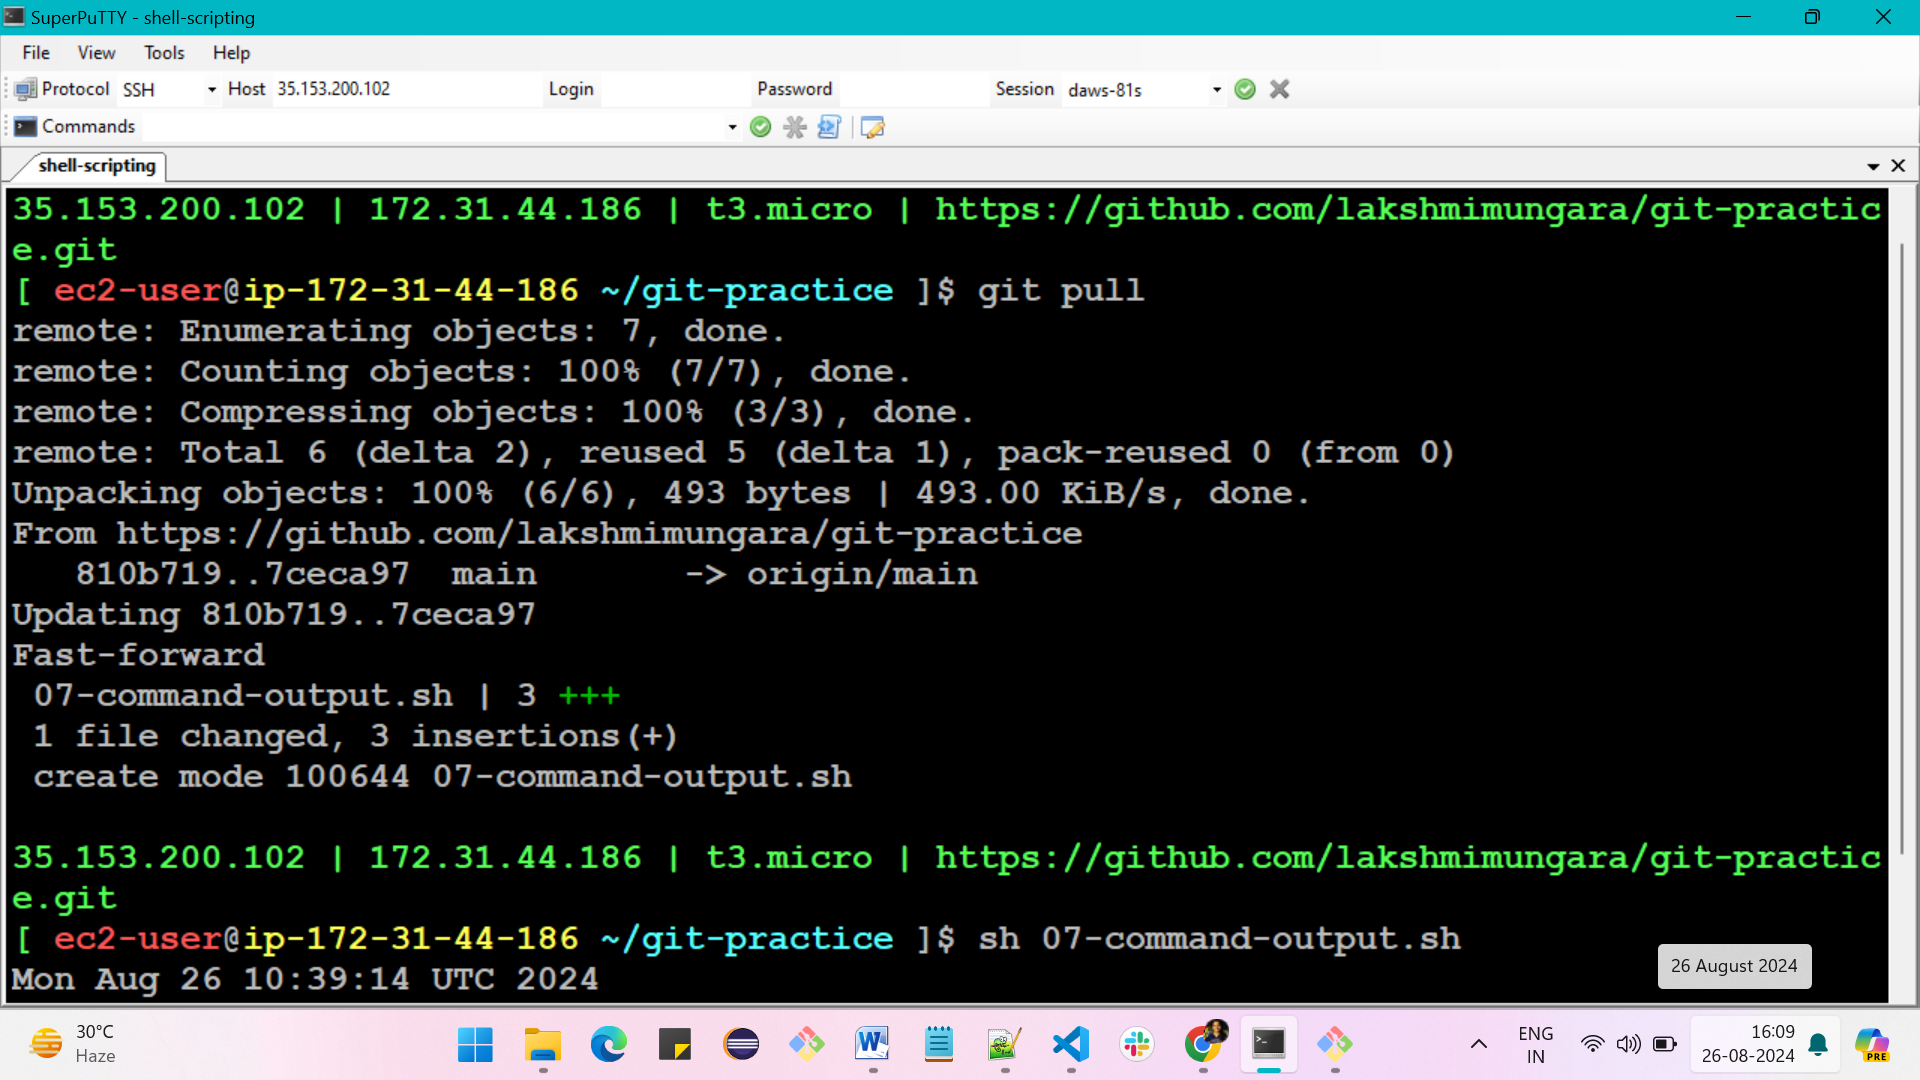 SuperPuTTY - shell-scripting
File View Tools Help
Protocol SSH Host 35.153.200.102 Login Password Session daws-81s
Commands
shell-scripting
35.153.200.102 | 172.31.44.186 | t3.micro | https://github.com/lakshmimungara/git-practic
e.git
[ ec2-user@ip-172-31-44-186 ~/git-practice ]$ git pull
remote: Enumerating objects: 7, done.
remote: Counting objects: 100% (7/7), done.
remote: Compressing objects: 100% (3/3), done.
remote: Total 6 (delta 2), reused 5 (delta 1), pack-reused 0 (from 0)
Unpacking objects: 100% (6/6), 493 bytes | 493.00 KiB/s, done.
From https://github.com/lakshmimungara/git-practice
   810b719..7ceca97  main       -> origin/main
Updating 810b719..7ceca97
Fast-forward
 07-command-output.sh | 3 +++
 1 file changed, 3 insertions(+)
 create mode 100644 07-command-output.sh
35.153.200.102 | 172.31.44.186 | t3.micro | https://github.com/lakshmimungara/git-practic
e.git
[ ec2-user@ip-172-31-44-186 ~/git-practice ]$ sh 07-command-output.sh
Mon Aug 26 10:39:14 UTC 2024
26 August 2024
30°C
Haze
ENG
IN
16:09
26-08-2024
PRE